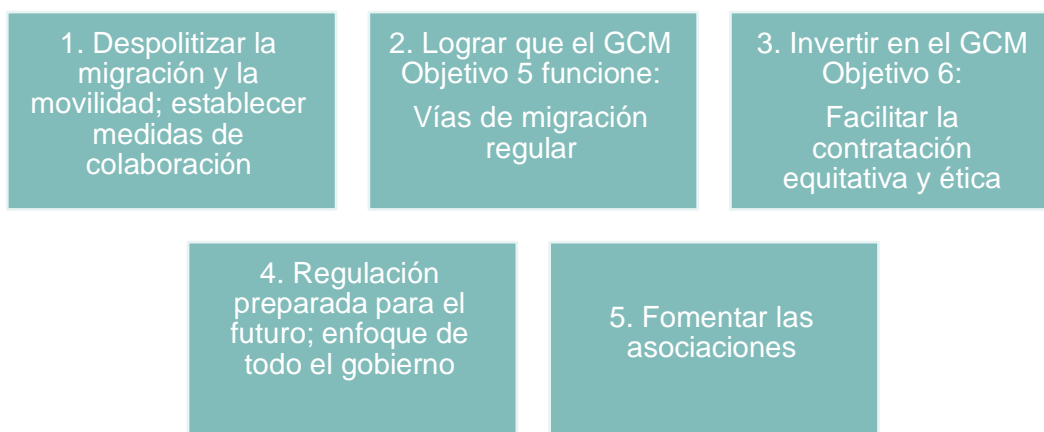 1. Despolitizar la
migración y la
movilidad; establecer
medidas de
colaboración
2. Lograr que el GCM
Objetivo 5 funcione:
Vías de migración
regular
3. Invertir en el GCM
Objetivo 6:
Facilitar la
contratación
equitativa y ética
4. Regulación
preparada para el
futuro; enfoque de
todo el gobierno
5. Fomentar las
asociaciones